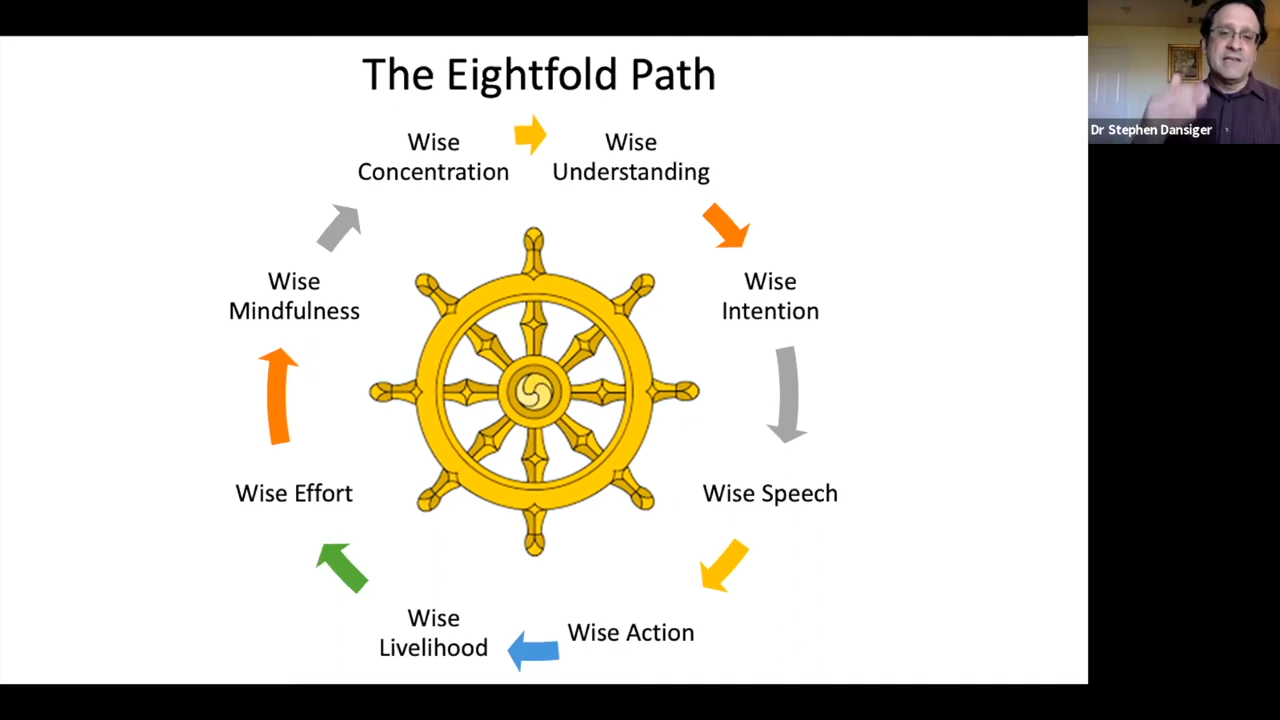 The Eightfold Path
Wise
Concentration
Wise
Understanding
Wise
Intention
Wise Speech
Wise Action
Wise
Livelihood
Wise Effort
Wise
Mindfulness
Dr Stephen Dansiger